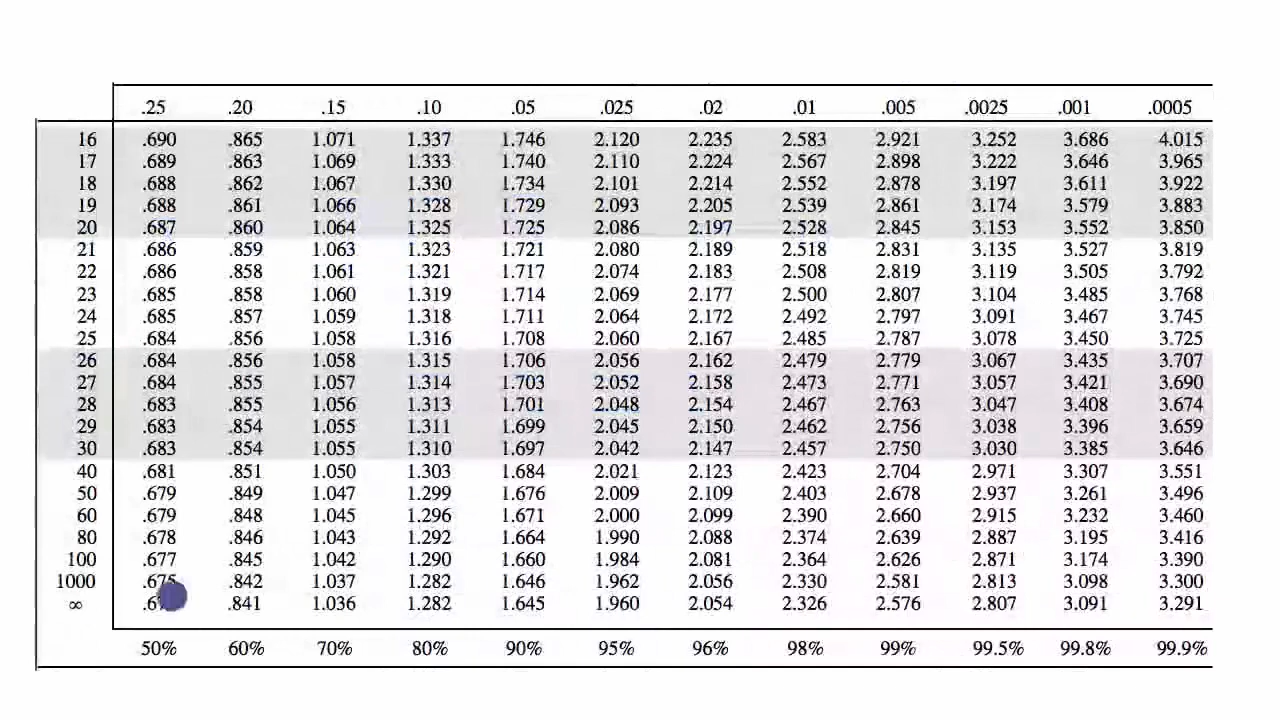 .25 .20 .15 .10 .05 .025 .02 .01 .005 .0025 .001 .0005
16 .690 .865 1.071 1.337 1.746 2.120 2.235 2.583 2.921 3.252 3.686 4.015
17 .689 .863 1.069 1.333 1.740 2.110 2.224 2.567 2.898 3.222 3.646 3.965
18 .688 .862 1.067 1.330 1.734 2.101 2.214 2.552 2.878 3.197 3.611 3.922
19 .688 .861 1.066 1.328 1.729 2.093 2.205 2.539 2.861 3.174 3.579 3.883
20 .687 .860 1.064 1.325 1.725 2.086 2.197 2.528 2.845 3.153 3.552 3.850
21 .686 .859 1.063 1.323 1.721 2.080 2.189 2.518 2.831 3.135 3.527 3.819
22 .686 .858 1.061 1.321 1.717 2.074 2.183 2.508 2.819 3.119 3.505 3.792
23 .685 .858 1.060 1.319 1.714 2.069 2.177 2.500 2.807 3.104 3.485 3.768
24 .685 .857 1.059 1.318 1.711 2.064 2.172 2.492 2.797 3.091 3.467 3.745
25 .684 .856 1.058 1.316 1.708 2.060 2.167 2.485 2.787 3.078 3.450 3.725
26 .684 .856 1.058 1.315 1.706 2.056 2.162 2.479 2.779 3.067 3.435 3.707
27 .684 .855 1.057 1.314 1.703 2.052 2.158 2.473 2.771 3.057 3.421 3.690
28 .683 .855 1.056 1.313 1.701 2.048 2.154 2.467 2.763 3.047 3.408 3.674
29 .683 .854 1.055 1.311 1.699 2.045 2.150 2.462 2.756 3.038 3.396 3.659
30 .683 .854 1.055 1.310 1.697 2.042 2.147 2.457 2.750 3.030 3.385 3.646
40 .681 .851 1.050 1.303 1.684 2.021 2.123 2.423 2.704 2.971 3.307 3.551
50 .679 .849 1.047 1.299 1.676 2.009 2.109 2.403 2.678 2.937 3.261 3.496
60 .679 .848 1.045 1.296 1.671 2.000 2.099 2.390 2.660 2.915 3.232 3.460
80 .678 .846 1.043 1.292 1.664 1.990 2.088 2.374 2.639 2.887 3.195 3.416
100 .677 .845 1.042 1.290 1.660 1.984 2.081 2.364 2.626 2.871 3.174 3.390
1000 .675 .842 1.037 1.282 1.646 1.962 2.056 2.330 2.581 2.813 3.098 3.300
∞ .841 1.036 1.282 1.645 1.960 2.054 2.326 2.576 2.807 3.091 3.291
50% 60% 70% 80% 90% 95% 96% 98% 99% 99.5% 99.8% 99.9%